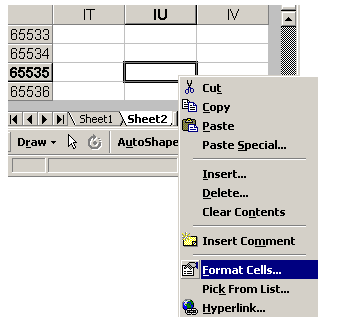 IT IU IV
65533
65534
65535
65536
Sheet1 Sheet2
Draw AutoShape
Cut
Copy
Paste
Paste Special...
Insert...
Delete...
Clear Contents
Insert Comment
Format Cells...
Pick From List...
Hyperlink...